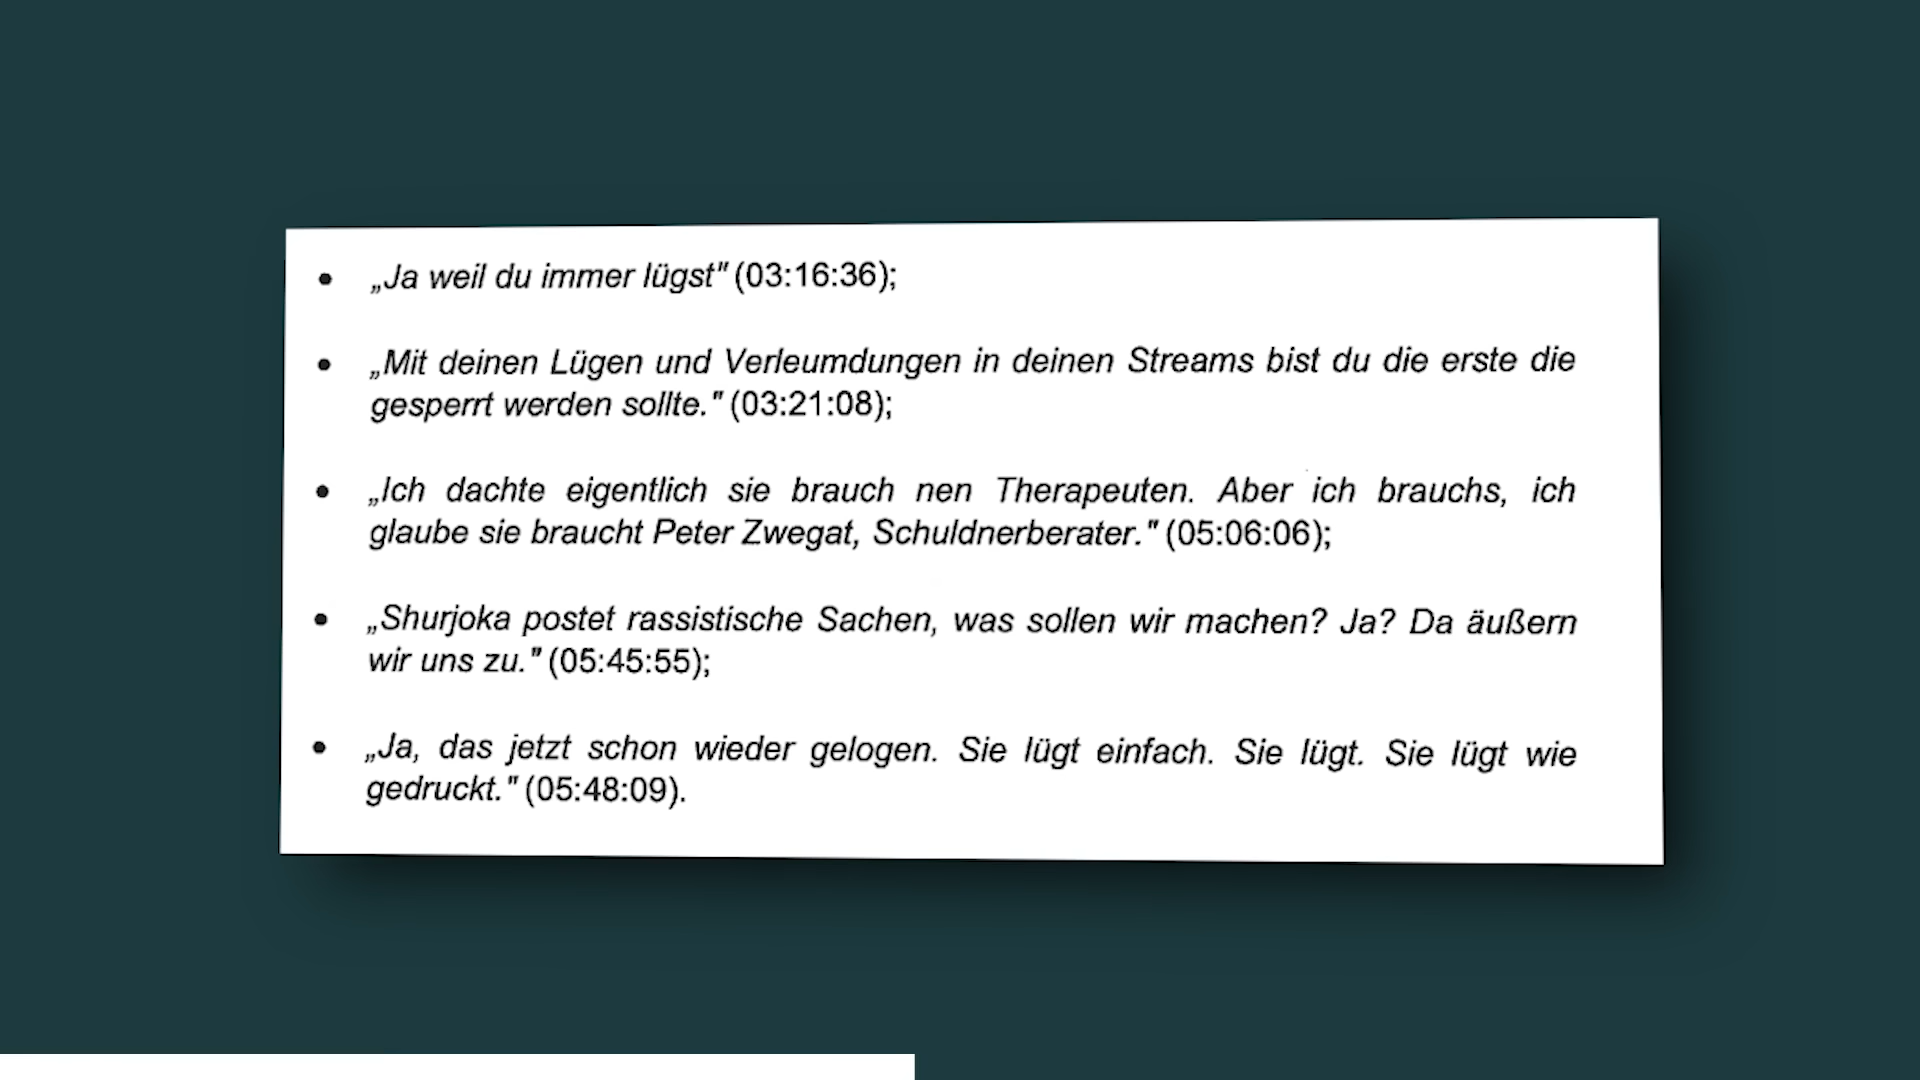 • „Ja weil du immer lügst" (03:16:36);
• „Mit deinen Lügen und Verleumdungen in deinen Streams bist du die erste die
gesperrt werden sollte." (03:21:08);
• „Ich dachte eigentlich sie brauch nen Therapeuten. Aber ich brauchs, ich
glaube sie braucht Peter Zwegat, Schuldnerberater." (05:06:06);
• „Shurjoka postet rassistische Sachen, was sollen wir machen? Ja? Da äußern
wir uns zu." (05:45:55);
• „Ja, das jetzt schon wieder gelogen. Sie lügt einfach. Sie lügt. Sie lügt wie
gedruckt." (05:48:09).